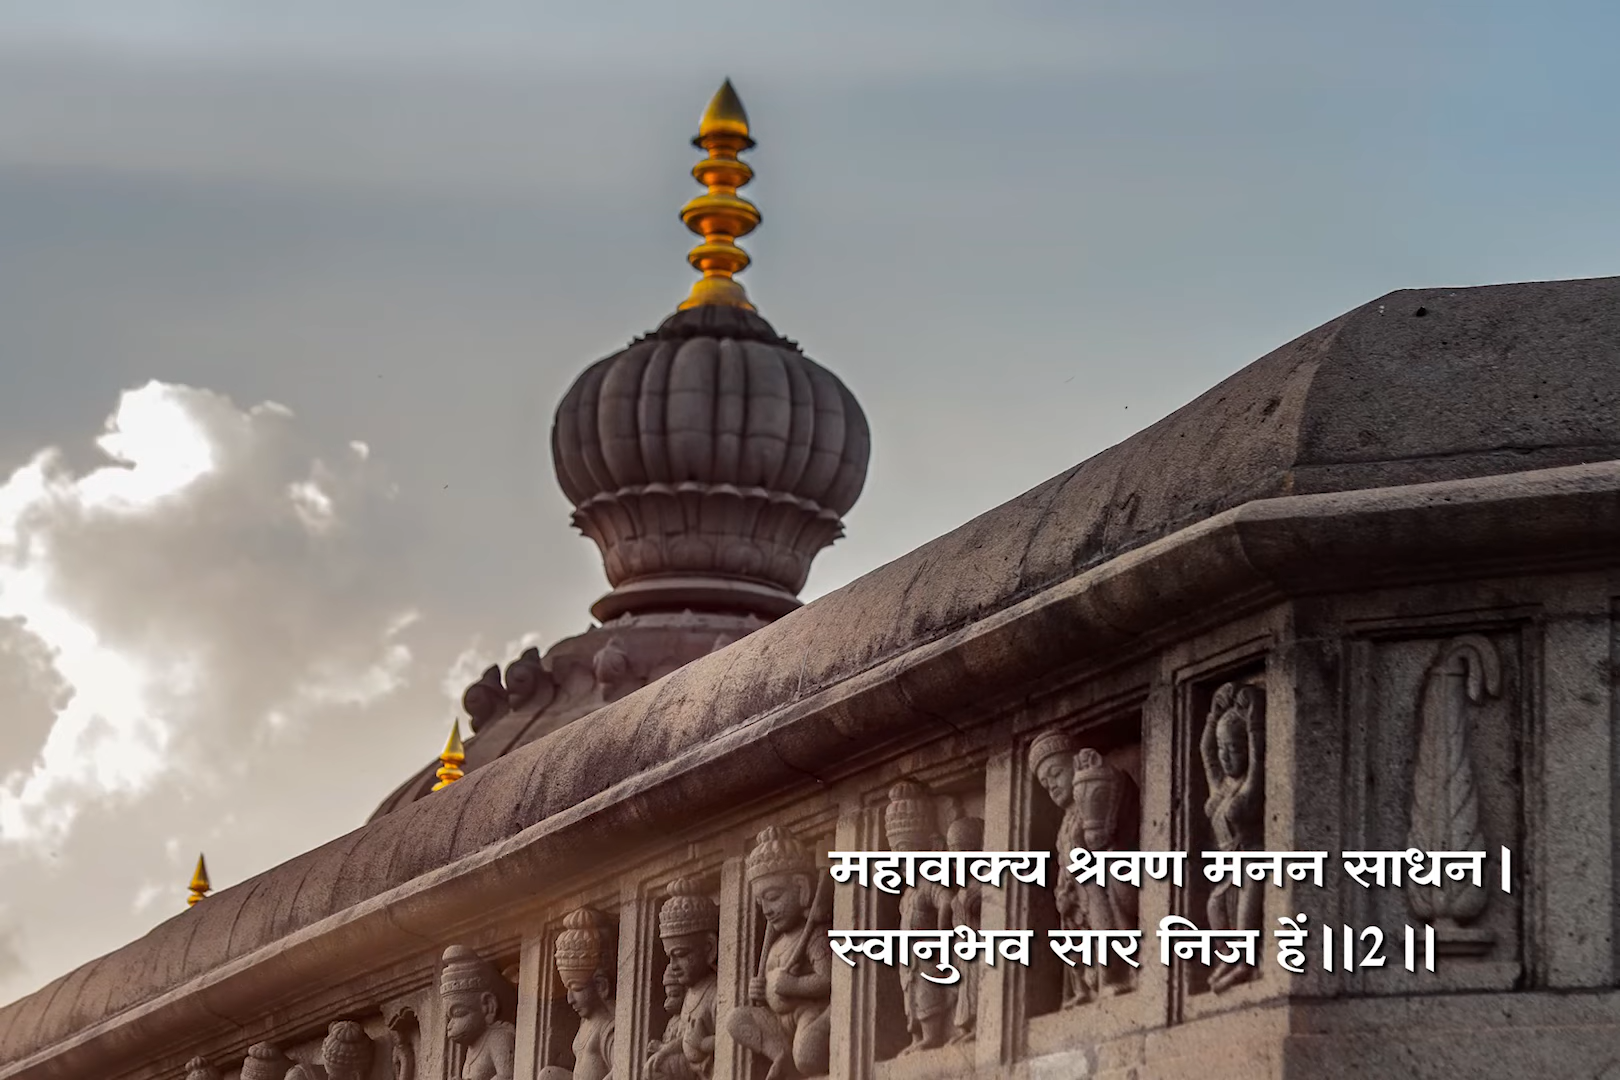 महावाक्य श्रवण मनन साधन।
स्वानुभव सार निज हें।।।2।।